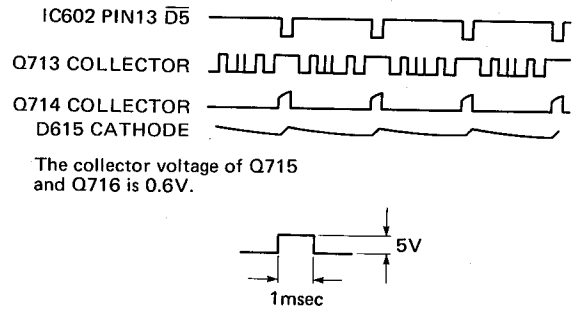 IC602 PIN13 D̅5̅
Q713 COLLECTOR
Q714 COLLECTOR
D615 CATHODE
The collector voltage of Q715
and Q716 is 0.6V.
5V
1msec